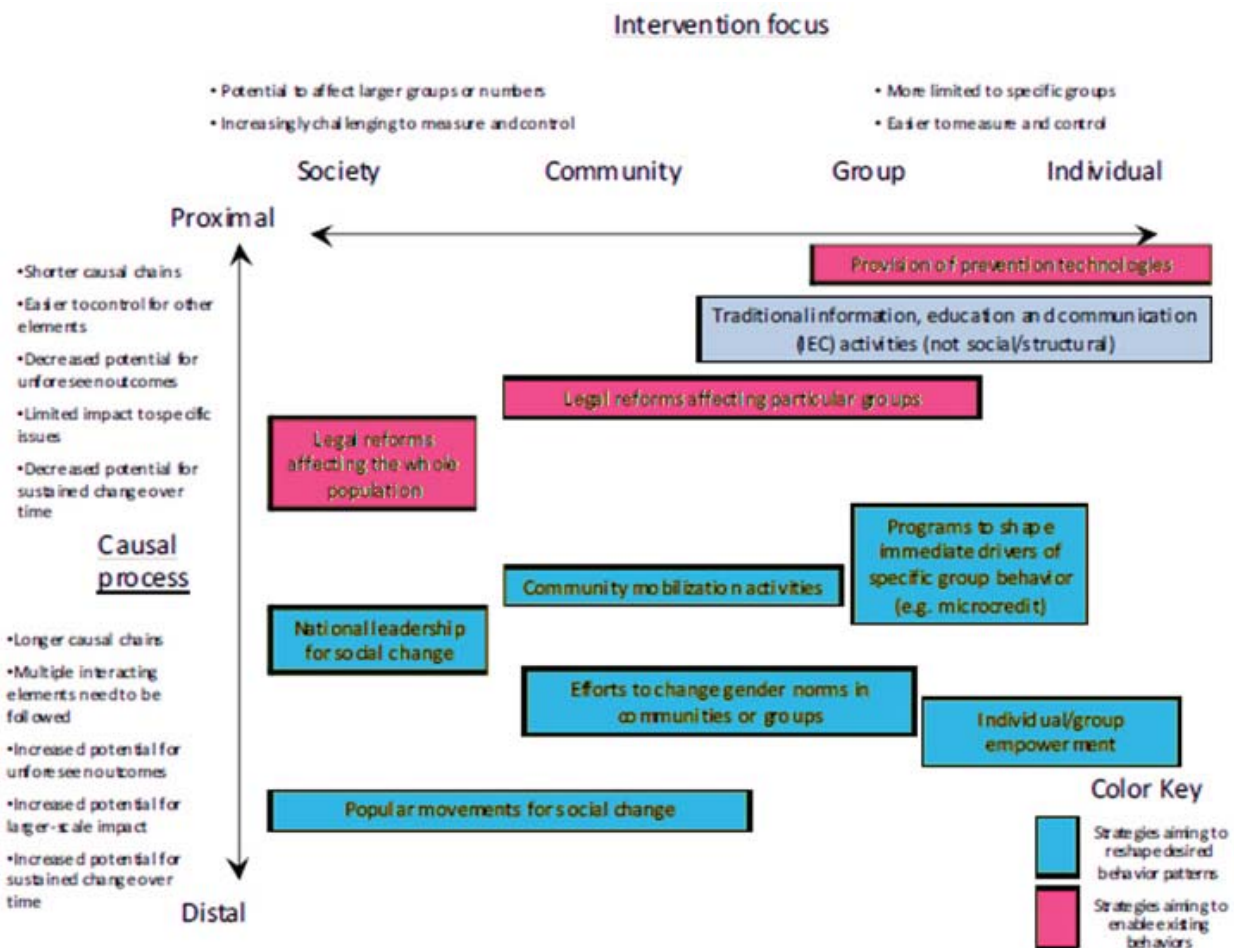 Intervention focus
• Potential to affect larger groups or numbers
• Increasingly challenging to measure and control
• More limited to specific groups
• Easier to measure and control
Society
Community
Group
Individual
Proximal
•Shorter causal chains
•Easier to control for other
elements
•Decreased potential for
unforeseen outcomes
•Limited impact to specific
issues
•Decreased potential for
sustained change over
time
Causal
process
•Longer causal chains
•Multiple interacting
elements need to be
followed
•Increased potential for
unforeseen outcomes
•Increased potential for
larger-scale impact
•Increased potential for
sustained change over
time
Distal
Provision of prevention technologies
Traditional information, education and communication
(IEC) activities (not social/structural)
Legal reforms affecting particular groups
Legal reforms
affecting the whole
population
Programs to shape
immediate drivers of
specific group behavior
(e.g. microcredit)
Community mobilization activities
National leadership
for social change
Efforts to change gender norms in
communities or groups
Individual/group
empowerment
Popular movements for social change
Color Key
Strategies aiming to
reshape desired
behavior patterns
Strategies aiming to
enable existing
behaviors